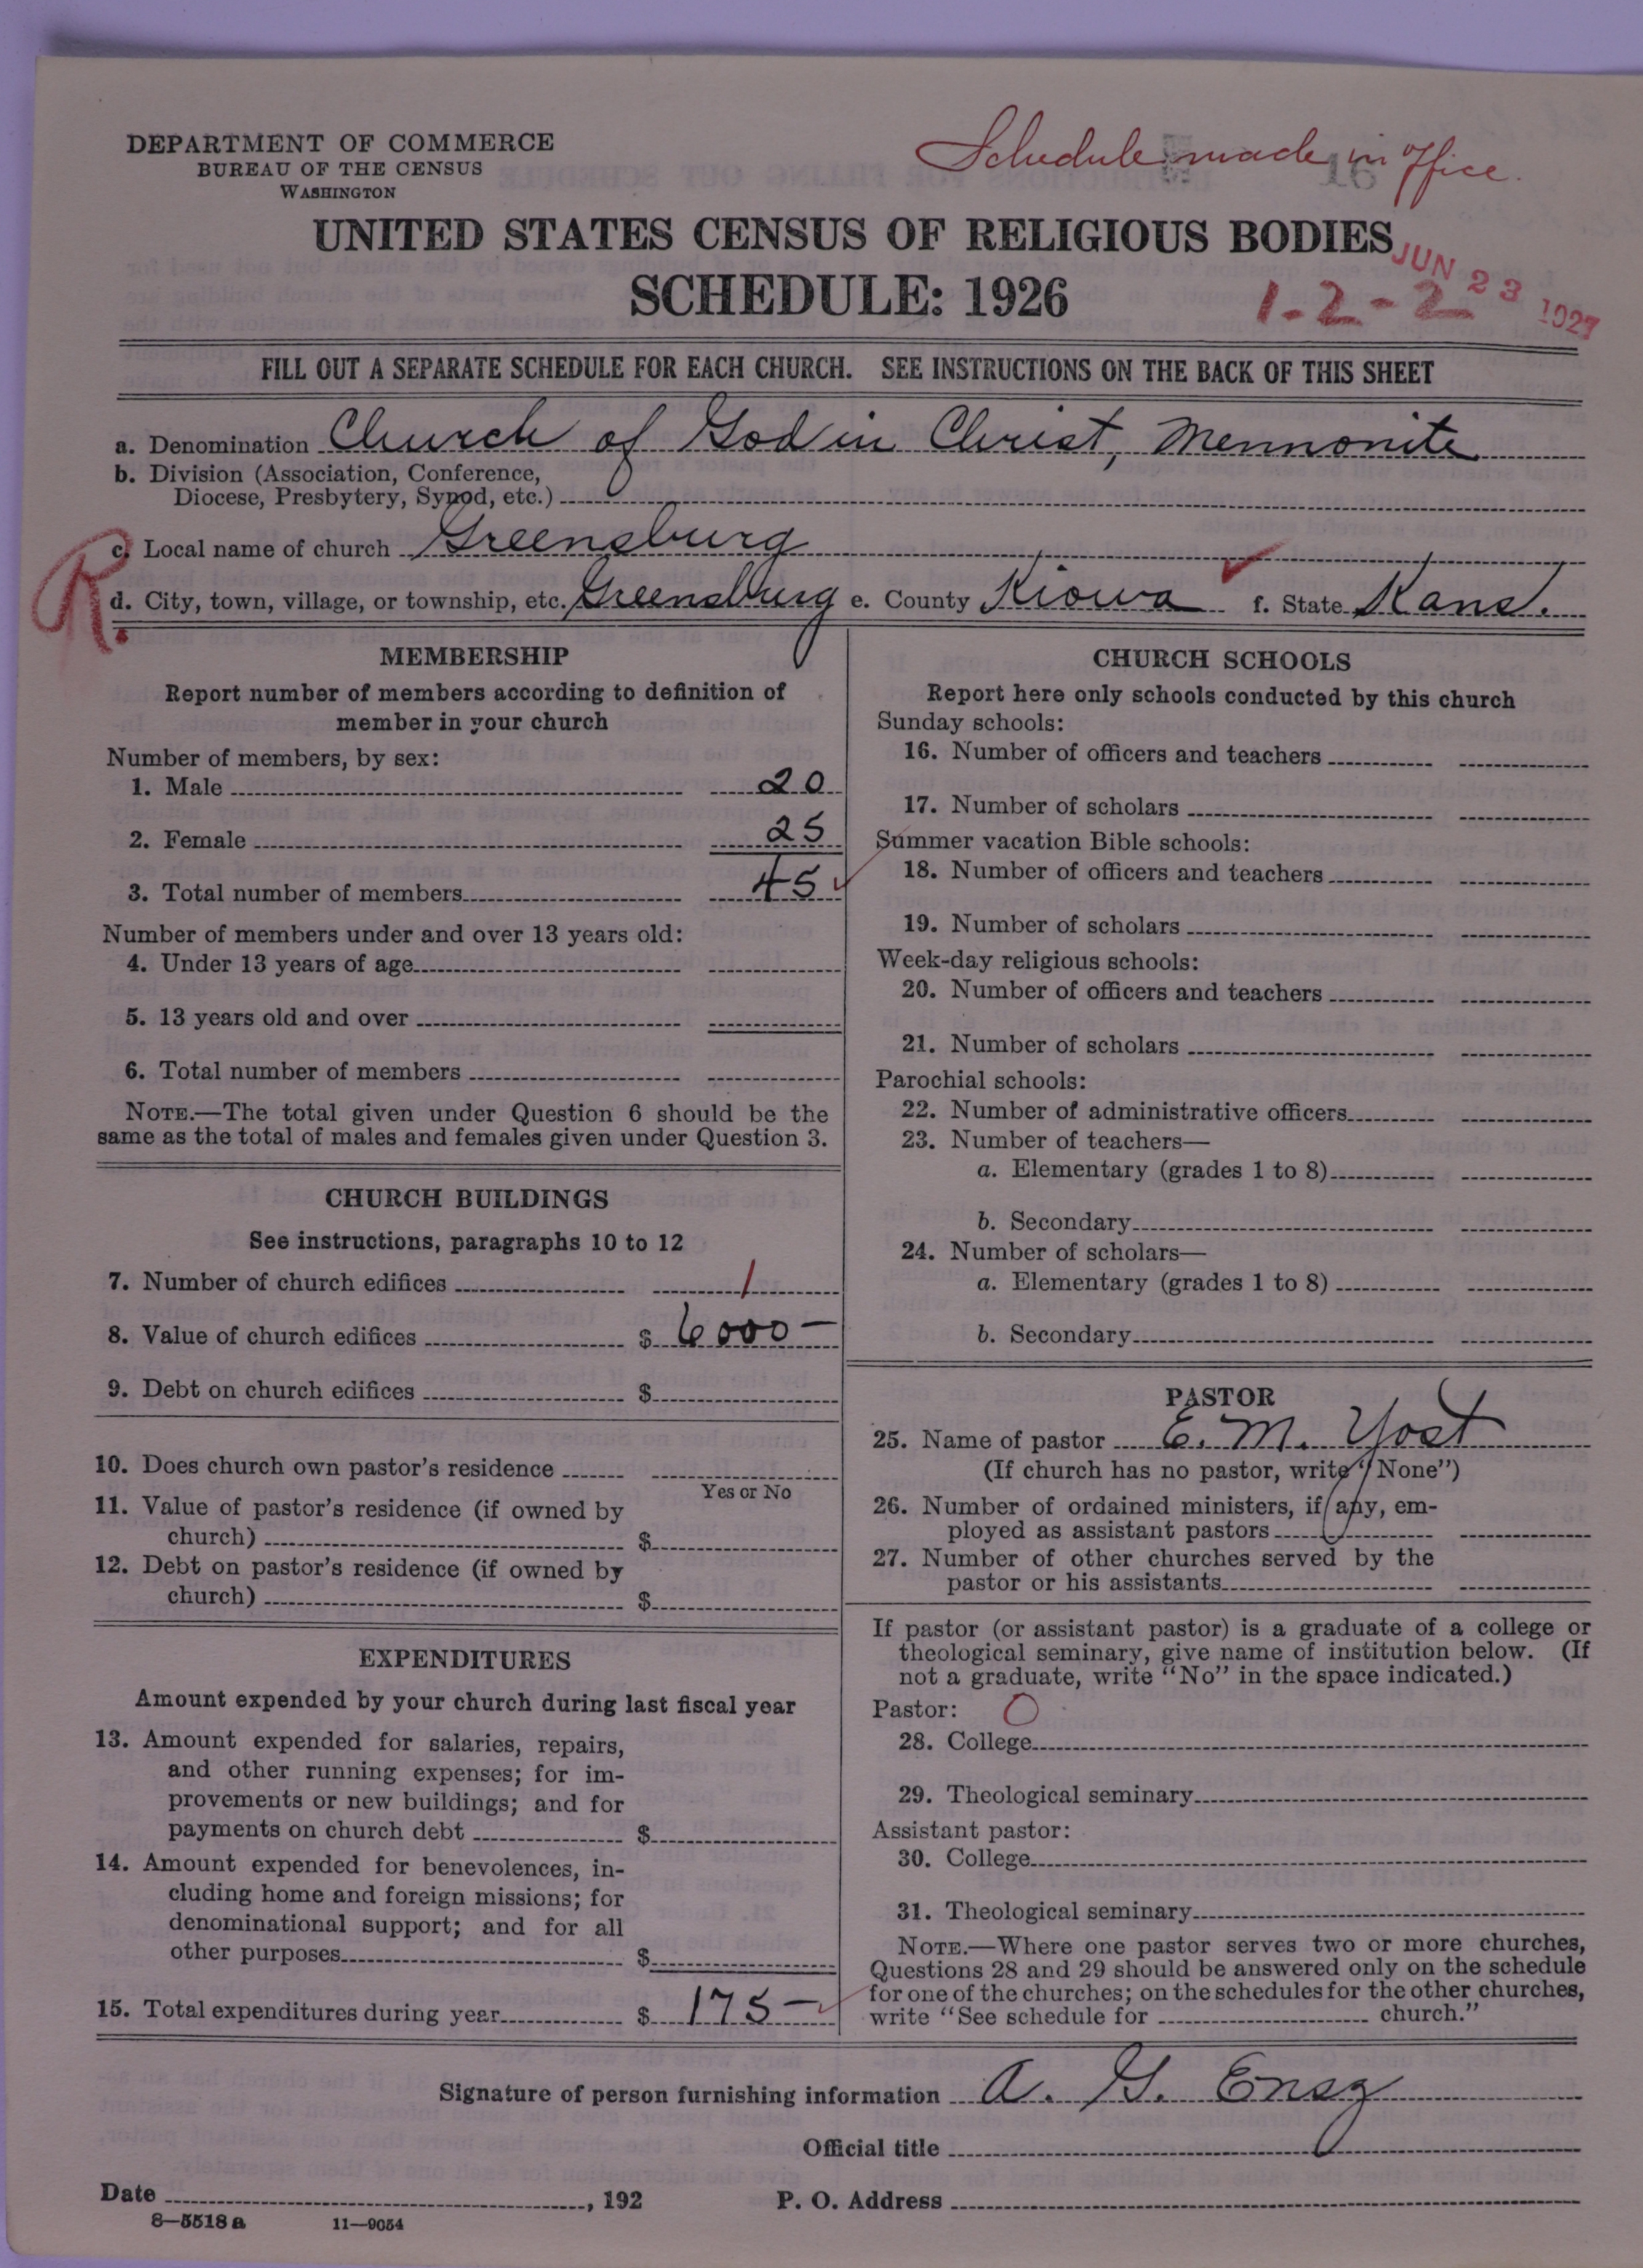 DEPARTMENT OF COMMERCE
BUREAU OF THE CENSUS
WASHINGTON
Schedule made in office.
16
UNITED STATES CENSUS OF RELIGIOUS BODIES
SCHEDULE: 1926
JUN 23 1927
1-2-2
FILL OUT A SEPARATE SCHEDULE FOR EACH CHURCH. SEE INSTRUCTIONS ON THE BACK OF THIS SHEET
a. Denomination Church of God in Christ, Mennonite
b. Division (Association, Conference,
Diocese, Presbytery, Synod, etc.)
R.
c. Local name of church Greensburg
d. City, town, village, or township, etc. Greensburg e. County Kiowa f. State Kans.
MEMBERSHIP
Report number of members according to definition of
member in your church
Number of members, by sex:
1. Male 20
2. Female 25
3. Total number of members 45
Number of members under and over 13 years old:
4. Under 13 years of age
5. 13 years old and over
6. Total number of members
NOTE.—The total given under Question 6 should be the
same as the total of males and females given under Question 3.
CHURCH BUILDINGS
See instructions, paragraphs 10 to 12
7. Number of church edifices 1
8. Value of church edifices $ 6000—
9. Debt on church edifices $
10. Does church own pastor's residence
Yes or No
11. Value of pastor's residence (if owned by
church) $
12. Debt on pastor's residence (if owned by
church) $
EXPENDITURES
Amount expended by your church during last fiscal year
13. Amount expended for salaries, repairs,
and other running expenses; for im-
provements or new buildings; and for
payments on church debt $
14. Amount expended for benevolences, in-
cluding home and foreign missions; for
denominational support; and for all
other purposes $
15. Total expenditures during year $ 175—
CHURCH SCHOOLS
Report here only schools conducted by this church
Sunday schools:
16. Number of officers and teachers
17. Number of scholars
Summer vacation Bible schools:
18. Number of officers and teachers
19. Number of scholars
Week-day religious schools:
20. Number of officers and teachers
21. Number of scholars
Parochial schools:
22. Number of administrative officers
23. Number of teachers—
a. Elementary (grades 1 to 8)
b. Secondary
24. Number of scholars—
a. Elementary (grades 1 to 8)
b. Secondary
PASTOR
25. Name of pastor E. M. Yost
(If church has no pastor, write "None")
26. Number of ordained ministers, if any, em-
ployed as assistant pastors
27. Number of other churches served by the
pastor or his assistants
If pastor (or assistant pastor) is a graduate of a college or
theological seminary, give name of institution below. (If
not a graduate, write "No" in the space indicated.)
Pastor: O
28. College
29. Theological seminary
Assistant pastor:
30. College
31. Theological seminary
NOTE.—Where one pastor serves two or more churches,
Questions 28 and 29 should be answered only on the schedule
for one of the churches; on the schedules for the other churches,
write "See schedule for church."
Signature of person furnishing information A. G. Ensz
Official title
Date , 192
P. O. Address
8—5518 a 11—9054